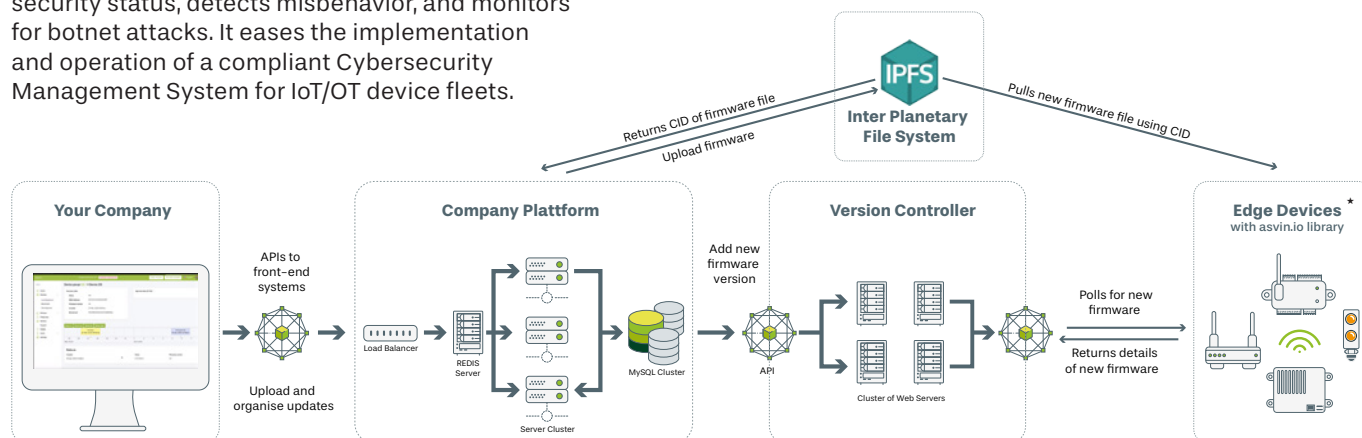 security status, detects misbehavior, and monitors
for botnet attacks. It eases the implementation
and operation of a compliant Cybersecurity
Management System for IoT/OT device fleets.
IPFS
Inter Planetary
File System
Returns CID of firmware file
Upload firmware
Pulls new firmware file using CID
Your Company
APIs to
front-end
systems
Upload and
organise updates
Company Plattform
Load Balancer
REDIS
Server
Server Cluster
MySQL Cluster
Add new
firmware
version
Version Controller
API
Cluster of Web Servers
Polls for new
firmware
Returns details
of new firmware
Edge Devices *
with asvin.io library